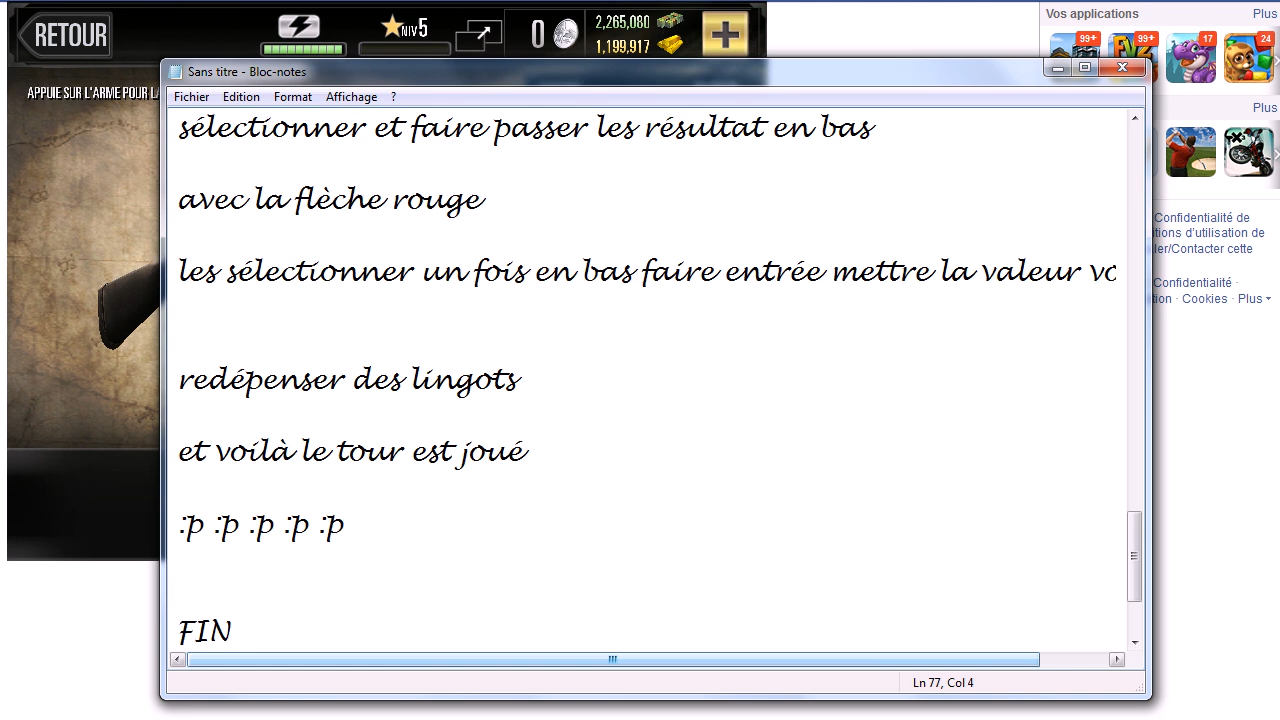 RETOUR
NIV 5
0
2,265,080
1,199,917
APPUIE SUR L'ARME POUR
Vos applications
Plus
99+
99+
17
24
Plus
Sans titre - Bloc-notes
Fichier Edition Format Affichage ?
sélectionner et faire passer les résultat en bas
avec la flèche rouge
les sélectionner un fois en bas faire entrée mettre la valeur vo
redépenser des lingots
et voilà le tour est joué
:p :p :p :p :p
FIN
Ln 77, Col 4
Confidentialité de
itions d'utilisation de
ler/Contacter cette
Confidentialité ·
tion · Cookies · Plus